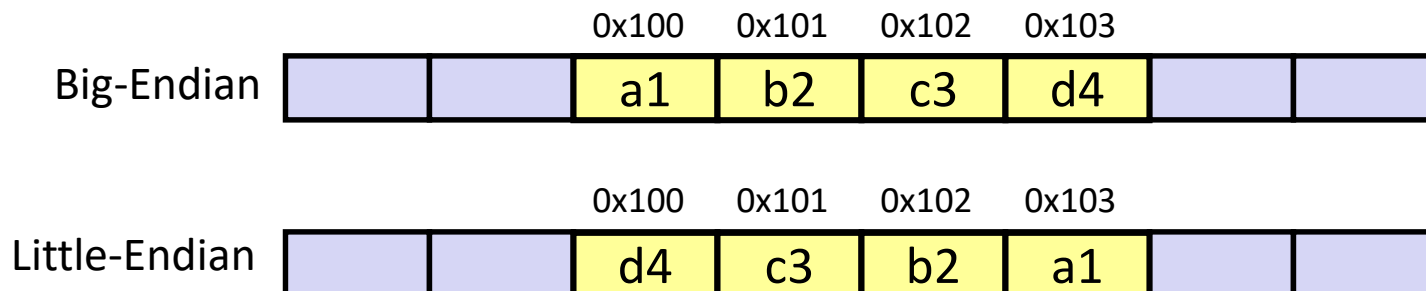 0x100 0x101 0x102 0x103
Big-Endian a1 b2 c3 d4
0x100 0x101 0x102 0x103
Little-Endian d4 c3 b2 a1